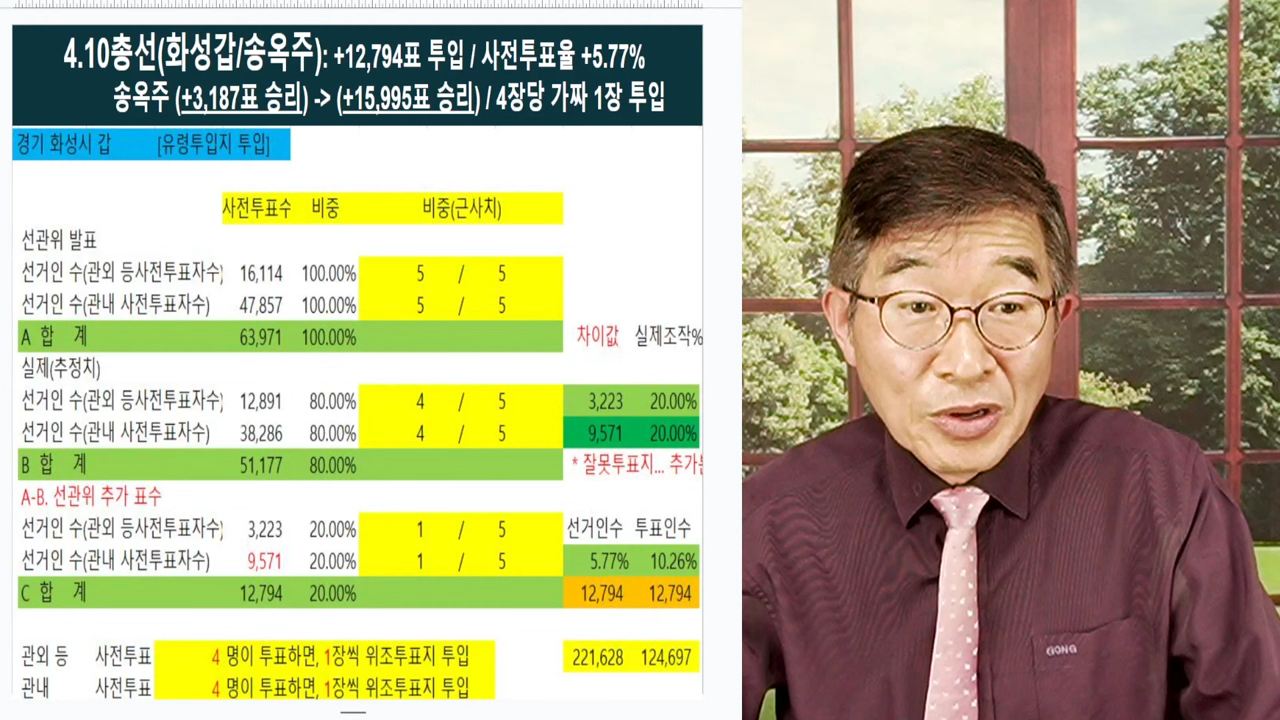 4.10총선(화성갑/송옥주): +12,794표 투입 / 사전투표율 +5.77%
송옥주 (+3,187표 승리) -> (+15,995표 승리) / 4장당 가짜 1장 투입
경기 화성시 갑 [유령투입지 투입]
사전투표수 비중 비중(근사치)
선관위 발표
선거인 수(관외 등사전투표자수) 16,114 100.00% 5 / 5
선거인 수(관내 사전투표자수) 47,857 100.00% 5 / 5
A 합 계 63,971 100.00% 차이값 실제조작%
실제(추정치)
선거인 수(관외 등사전투표자수) 12,891 80.00% 4 / 5 3,223 20.00%
선거인 수(관내 사전투표자수) 38,286 80.00% 4 / 5 9,571 20.00%
B 합 계 51,177 80.00% * 잘못투표지... 추가
A-B. 선관위 추가 표수
선거인 수(관외 등사전투표자수) 3,223 20.00% 1 / 5 선거인수 투표인수
선거인 수(관내 사전투표자수) 9,571 20.00% 1 / 5 5.77% 10.26%
C 합 계 12,794 20.00% 12,794 12,794
관외 등 사전투표 4 명이 투표하면, 1장씩 위조투표지 투입 221,628 124,697
관내 사전투표 4 명이 투표하면, 1장씩 위조투표지 투입
GONG